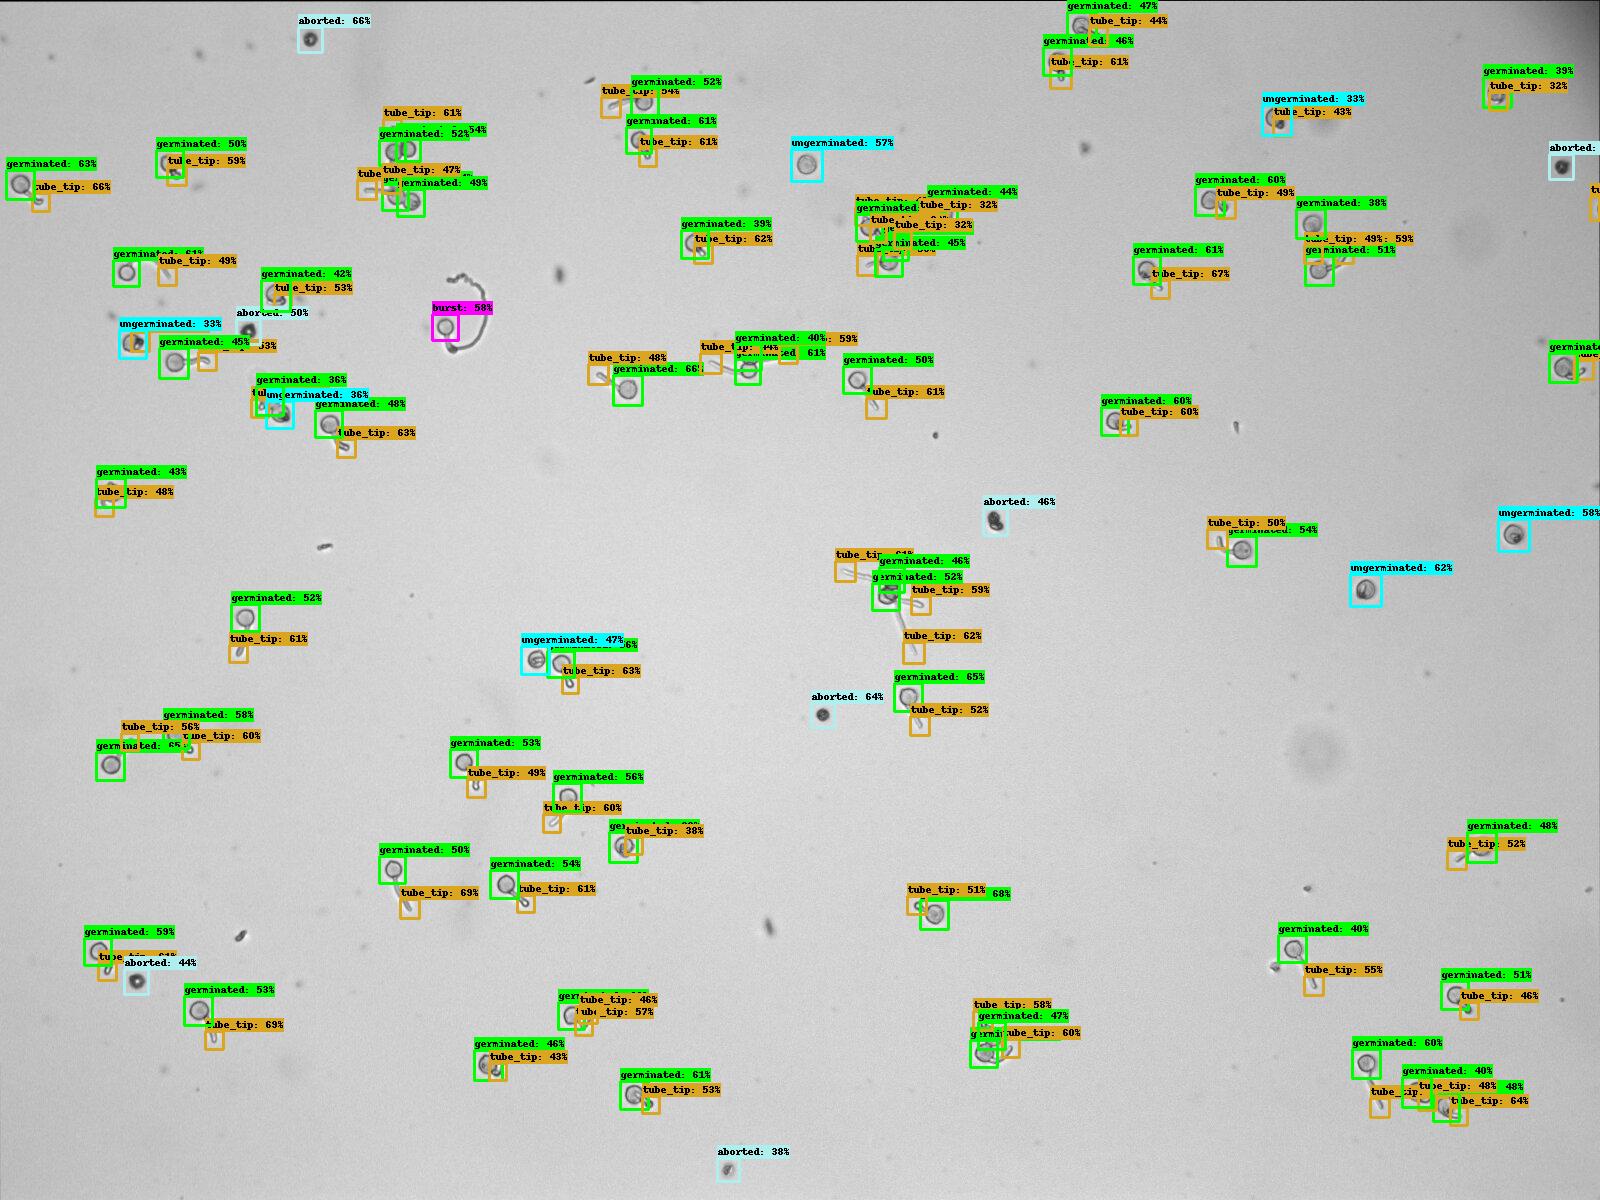 germinated: 47%
aborted: 66%
tube_tip: 44%
germinated: 46%
tube_tip: 61%
germinated: 39%
germinated: 52%
tube_tip: 32%
tube_tip: 54%
ungerminated: 33%
tube_tip: 61%
tube_tip: 43%
germinated: 61%
germinated: 52%
54%
germinated: 50%
tube_tip: 61%
ungerminated: 57%
aborted:
germinated: 63%
tube_tip: 59%
tube_tip: 47%
germinated: 49%
tube_tip: 66%
germinated: 60%
germinated: 44%
tube_tip: 49%
germinated: 38%
tube_tip: 32%
germinated: 39%
tube_tip: 32%
tube_tip: 62%
germinated: 45%
tube_tip: 49%: 59%
germinated: 61%
51%
germinated: 61%
tube_tip: 49%
germinated: 42%
tube_tip: 67%
tube_tip: 53%
burst: 58%
aborted: 50%
ungerminated: 33%
germinated: 45%
53%
germinated: 40%
59%
tube_tip: 48%
germinated: 61%
germinated: 50%
germinated: 66%
germinated: 36%
ungerminated: 36%
tube_tip: 61%
germinated: 48%
germinated: 60%
tube_tip: 60%
tube_tip: 63%
germinated: 43%
tube_tip: 48%
aborted: 46%
ungerminated: 58%
tube_tip: 50%
germinated: 54%
tube_tip: 61%
germinated: 46%
ungerminated: 62%
germinated: 52%
tube_tip: 59%
germinated: 52%
tube_tip: 61%
ungerminated: 47%
tube_tip: 62%
tube_tip: 63%
germinated: 65%
aborted: 64%
tube_tip: 52%
germinated: 58%
tube_tip: 56%
tube_tip: 60%
germinated: 65%
germinated: 53%
tube_tip: 49%
germinated: 56%
tube_tip: 60%
tube_tip: 38%
germinated: 48%
tube_tip: 52%
germinated: 50%
germinated: 54%
tube_tip: 69%
tube_tip: 61%
tube_tip: 51%
68%
germinated: 59%
germinated: 40%
tube_tip: 61%
aborted: 44%
tube_tip: 55%
germinated: 51%
germinated: 53%
tube_tip: 46%
tube_tip: 46%
tube_tip: 57%
tube_tip: 58%
germinated: 47%
tube_tip: 69%
tube_tip: 60%
germinated: 46%
germinated: 60%
tube_tip: 43%
germinated: 61%
germinated: 40%
tube_tip: 53%
tube_tip: 48%
48%
tube_tip:
tube_tip: 64%
aborted: 38%